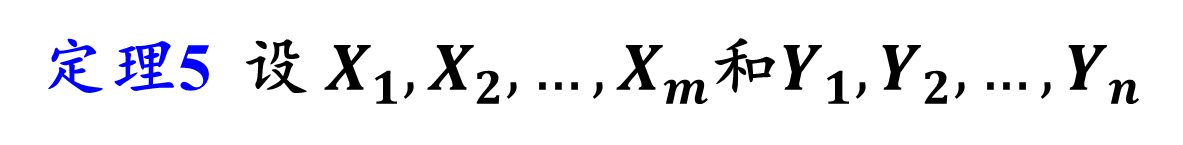 定理5 设 X₁, X₂, … , Xₘ和Y₁, Y₂, … , Yₙ